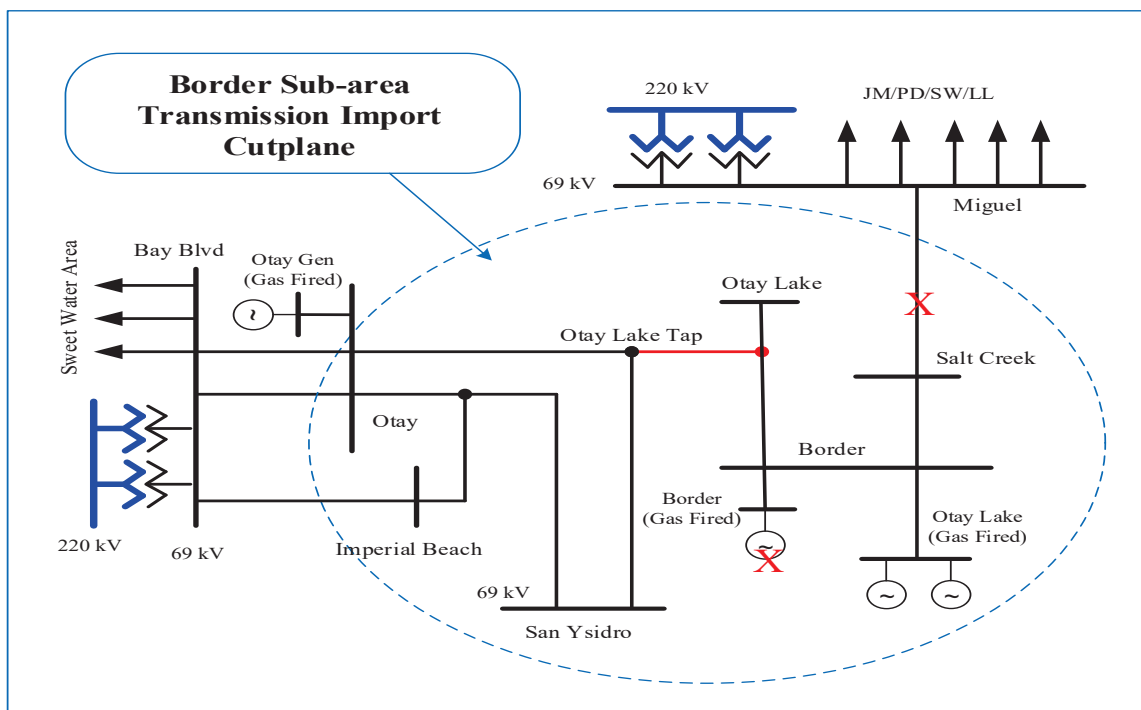 Border Sub-area
Transmission Import
Cutplane
220 kV
JM/PD/SW/LL
69 kV
Miguel
Sweet Water Area
Bay Blvd
Otay Gen
(Gas Fired)
~
Otay Lake
X
Otay Lake Tap
Salt Creek
Otay
Border
Border
(Gas Fired)
~
X
Otay Lake
(Gas Fired)
~
~
Imperial Beach
220 kV
69 kV
69 kV
San Ysidro